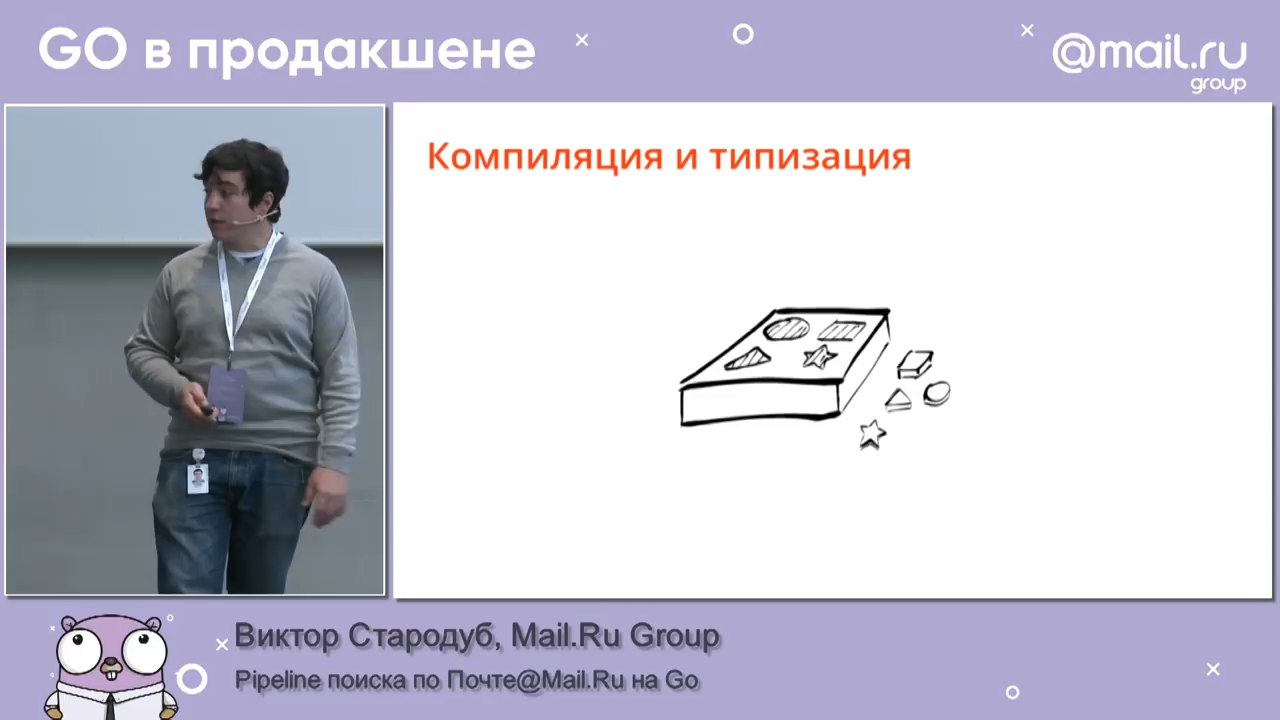 GO в продакшене
@mail.ru
group
Компиляция и типизация
Виктор Стародуб, Mail.Ru Group
Pipeline поиска по Почте@Mail.Ru на Go